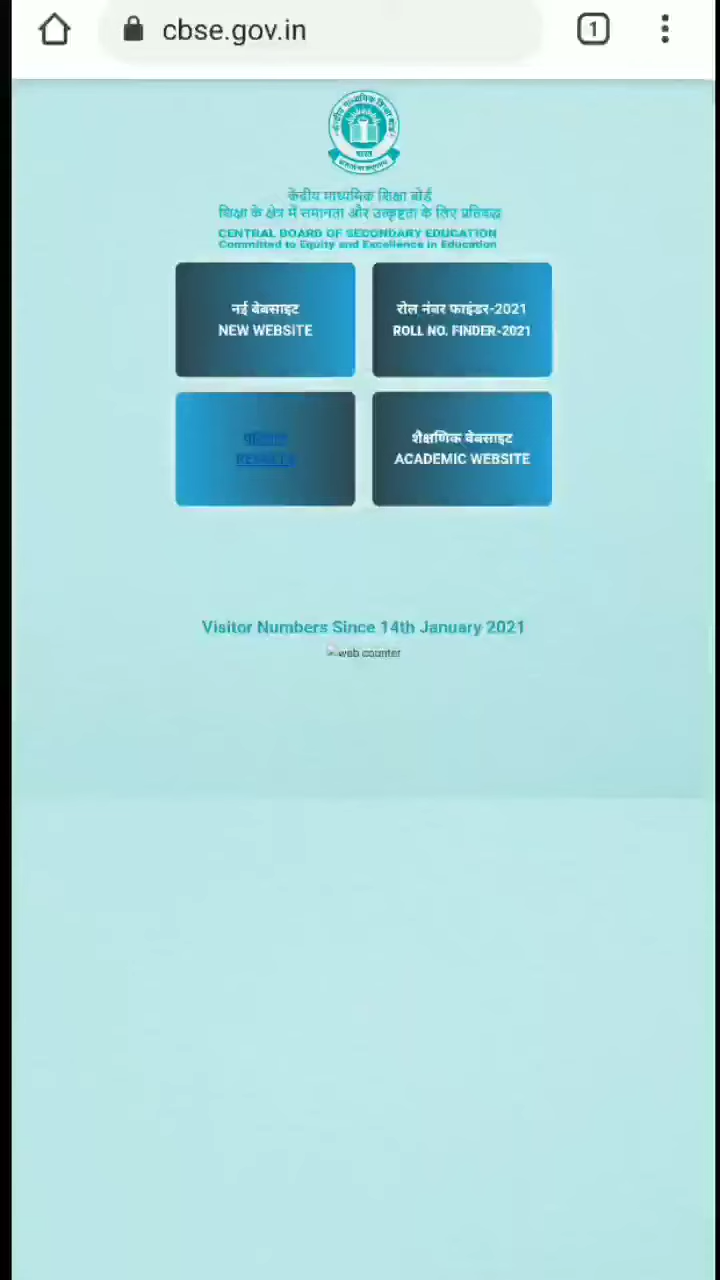 cbse.gov.in
1
केंद्रीय माध्यमिक शिक्षा बोर्ड
भारत
केंद्रीय माध्यमिक शिक्षा बोर्ड
शिक्षा के क्षेत्र में समानता और उत्कृष्टता के लिए प्रतिबद्ध
CENTRAL BOARD OF SECONDARY EDUCATION
Committed to Equity and Excellence in Education
नई वेबसाइट
NEW WEBSITE
रोल नंबर फाइंडर-2021
ROLL NO. FINDER-2021
RESULTS
शैक्षणिक वेबसाइट
ACADEMIC WEBSITE
Visitor Numbers Since 14th January 2021
web counter